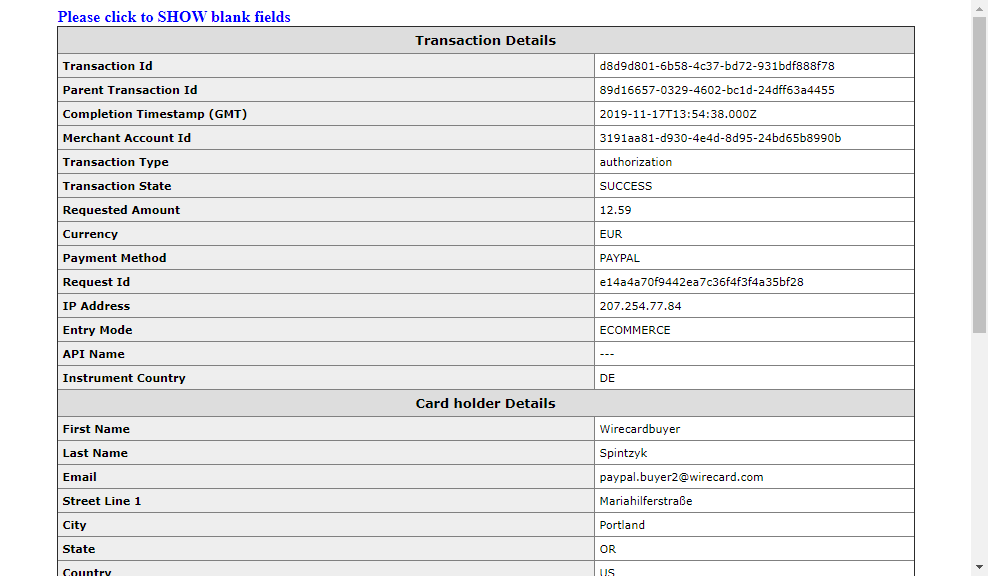 Please click to SHOW blank fields
Transaction Details
Transaction Id d8d9d801-6b58-4c37-bd72-931bdf888f78
Parent Transaction Id 89d16657-0329-4602-bc1d-24dff63a4455
Completion Timestamp (GMT) 2019-11-17T13:54:38.000Z
Merchant Account Id 3191aa81-d930-4e4d-8d95-24bd65b8990b
Transaction Type authorization
Transaction State SUCCESS
Requested Amount 12.59
Currency EUR
Payment Method PAYPAL
Request Id e14a4a70f9442ea7c36f4f3f4a35bf28
IP Address 207.254.77.84
Entry Mode ECOMMERCE
API Name ---
Instrument Country DE
Card holder Details
First Name Wirecardbuyer
Last Name Spintzyk
Email paypal.buyer2@wirecard.com
Street Line 1 Mariahilferstraße
City Portland
State OR
Country US